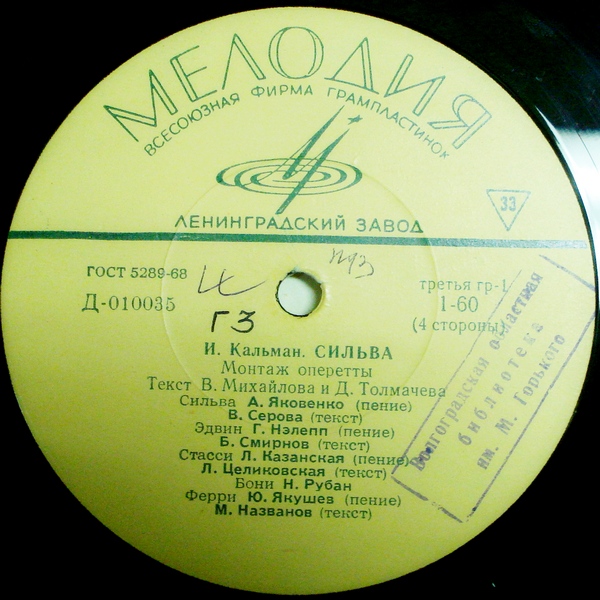 МЕЛОДИЯ
ВСЕСОЮЗНАЯ ФИРМА ГРАМПЛАСТИНОК
ЛЕНИНГРАДСКИЙ ЗАВОД
33
ГОСТ 5289-68
Д-010035
Г3
третья гр-1
1-60
(4 стороны)
И. Кальман. СИЛЬВА
Монтаж оперетты
Текст В. Михайлова и Д. Толмачева
Сильва А. Яковенко (пение)
В. Серова (текст)
Эдвин Г. Нэлепп (пение)
Б. Смирнов (текст)
Стасси Л. Казанская (пение)
Л. Целиковская (текст)
Бони Н. Рубан
Ферри Ю. Якушев (пение)
М. Названов (текст)
Волгоградская областная
библиотека
им. М. Горького